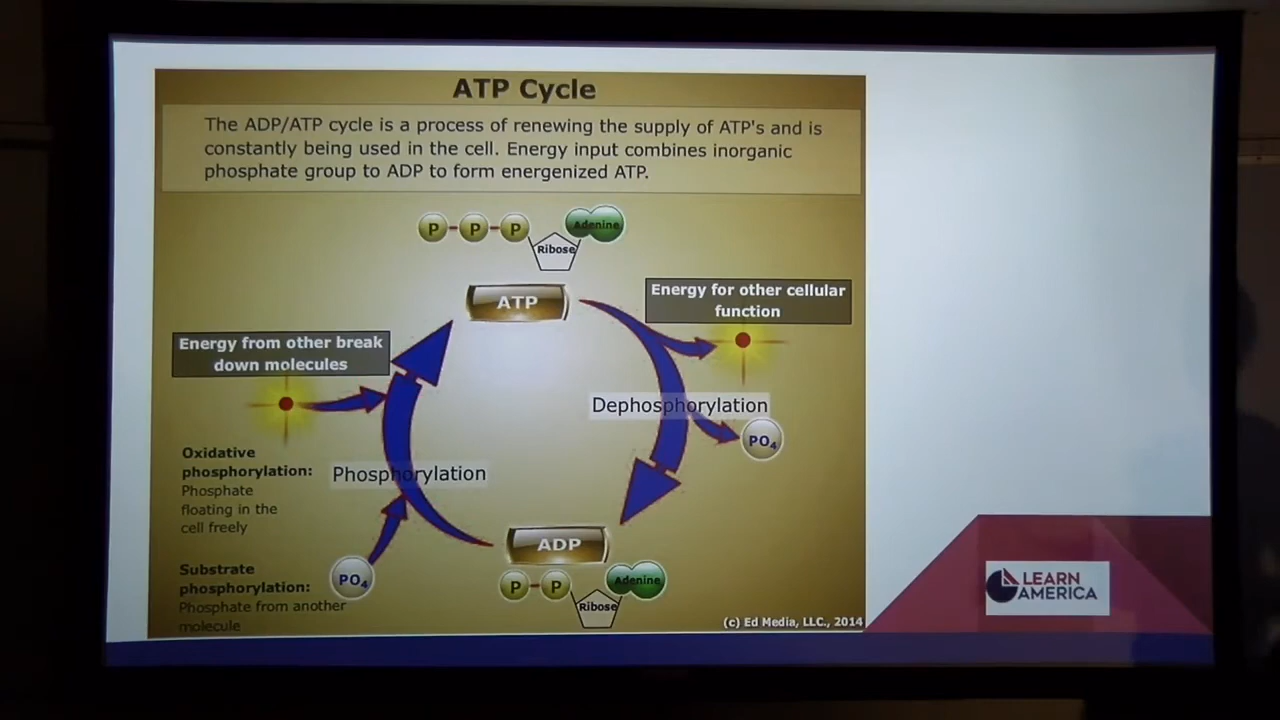 ATP Cycle
The ADP/ATP cycle is a process of renewing the supply of ATP's and is
constantly being used in the cell. Energy input combines inorganic
phosphate group to ADP to form energenized ATP.
P-P-P
Adenine
Ribose
ATP
Energy for other cellular
function
Energy from other break
down molecules
Dephosphorylation
PO4
Oxidative
phosphorylation:
Phosphate
floating in the
cell freely
Phosphorylation
Substrate
phosphorylation:
Phosphate from another
molecule
PO4
ADP
P-P
Adenine
Ribose
(c) Ed Media, LLC., 2014
LEARN
AMERICA